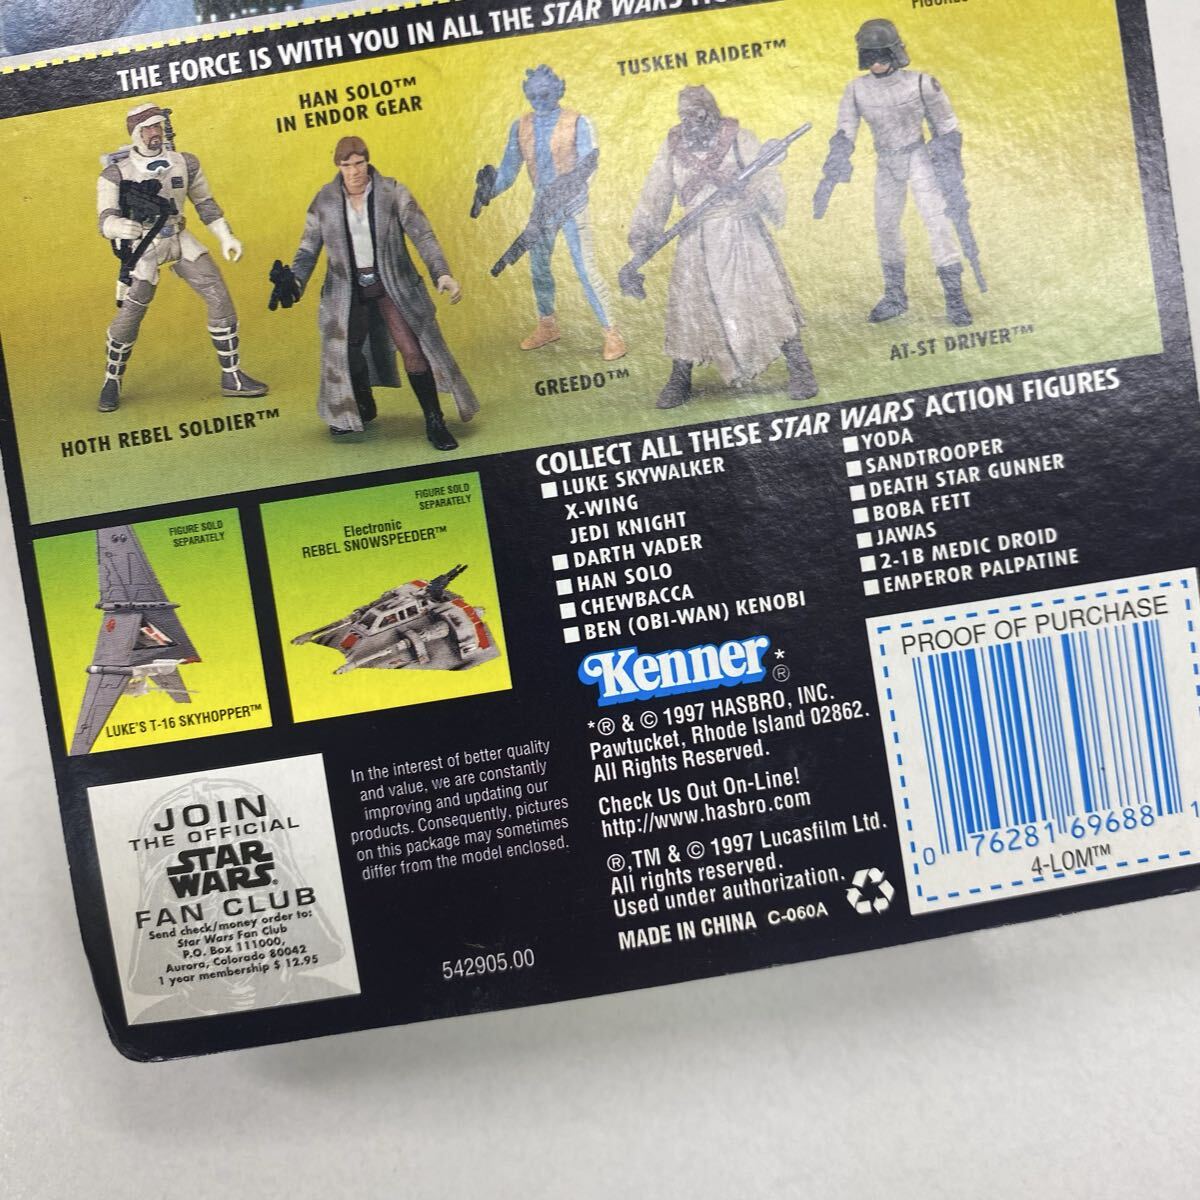 THE FORCE IS WITH YOU IN ALL THE STAR WARS
HAN SOLO™
IN ENDOR GEAR
TUSKEN RAIDER™
HOTH REBEL SOLDIER™
GREEDO™
AT-ST DRIVER™
COLLECT ALL THESE STAR WARS ACTION FIGURES
LUKE SKYWALKER
X-WING
JEDI KNIGHT
DARTH VADER
HAN SOLO
CHEWBACCA
BEN (OBI-WAN) KENOBI
YODA
SANDTROOPER
DEATH STAR GUNNER
BOBA FETT
JAWAS
2-1B MEDIC DROID
EMPEROR PALPATINE
FIGURE SOLD
SEPARATELY
LUKE'S T-16 SKYHOPPER™
FIGURE SOLD
SEPARATELY
Electronic
REBEL SNOWSPEEDER™
Kenner*®
*® & © 1997 HASBRO, INC.
Pawtucket, Rhode Island 02862.
All Rights Reserved.
Check Us Out On-Line!
http://www.hasbro.com
®,TM & © 1997 Lucasfilm Ltd.
All rights reserved.
Used under authorization.
MADE IN CHINA C-060A
PROOF OF PURCHASE
0 76281 69688 1
4-LOM™
JOIN
THE OFFICIAL
STAR
WARS®
FAN CLUB
Send check/money order to:
Star Wars Fan Club
P.O. Box 111000,
Aurora, Colorado 80042
1 year membership $ 12.95
In the interest of better quality
and value, we are constantly
improving and updating our
products. Consequently, pictures
on this package may sometimes
differ from the model enclosed.
542905.00